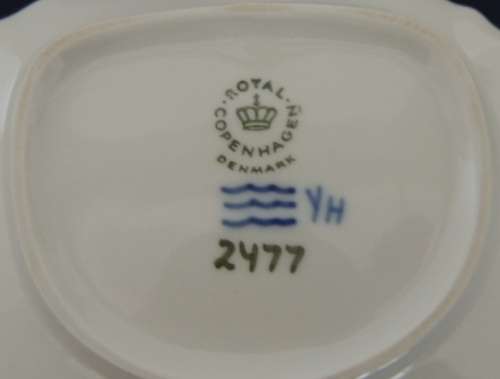 ROYAL
COPENHAGEN
DENMARK
YH
2477